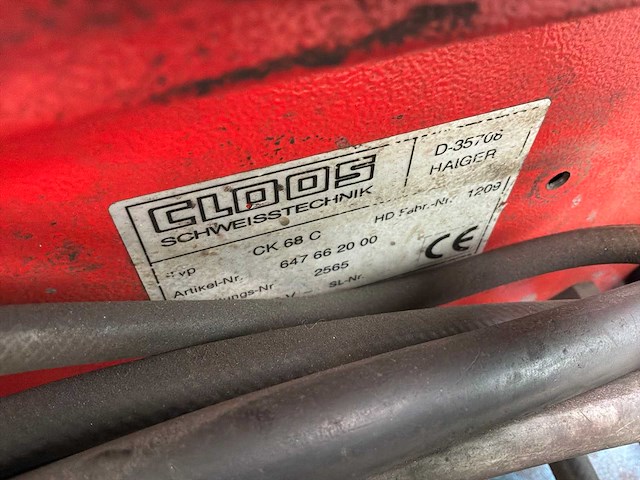 CLOOS
SCHWEISSTECHNIK
D-35708
HAIGER
Typ CK 68 C HD Fabr.-Nr. 1209
Artikel-Nr. 647 66 20 00
2565 CE
SL-Nr.